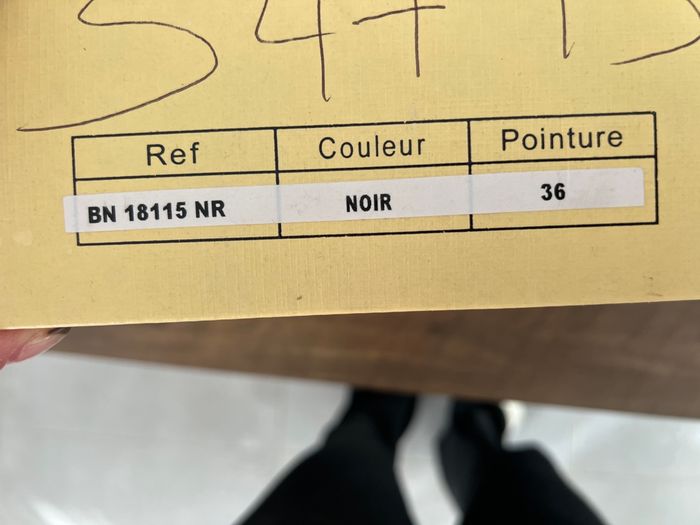 Ref Couleur Pointure
BN 18115 NR NOIR 36